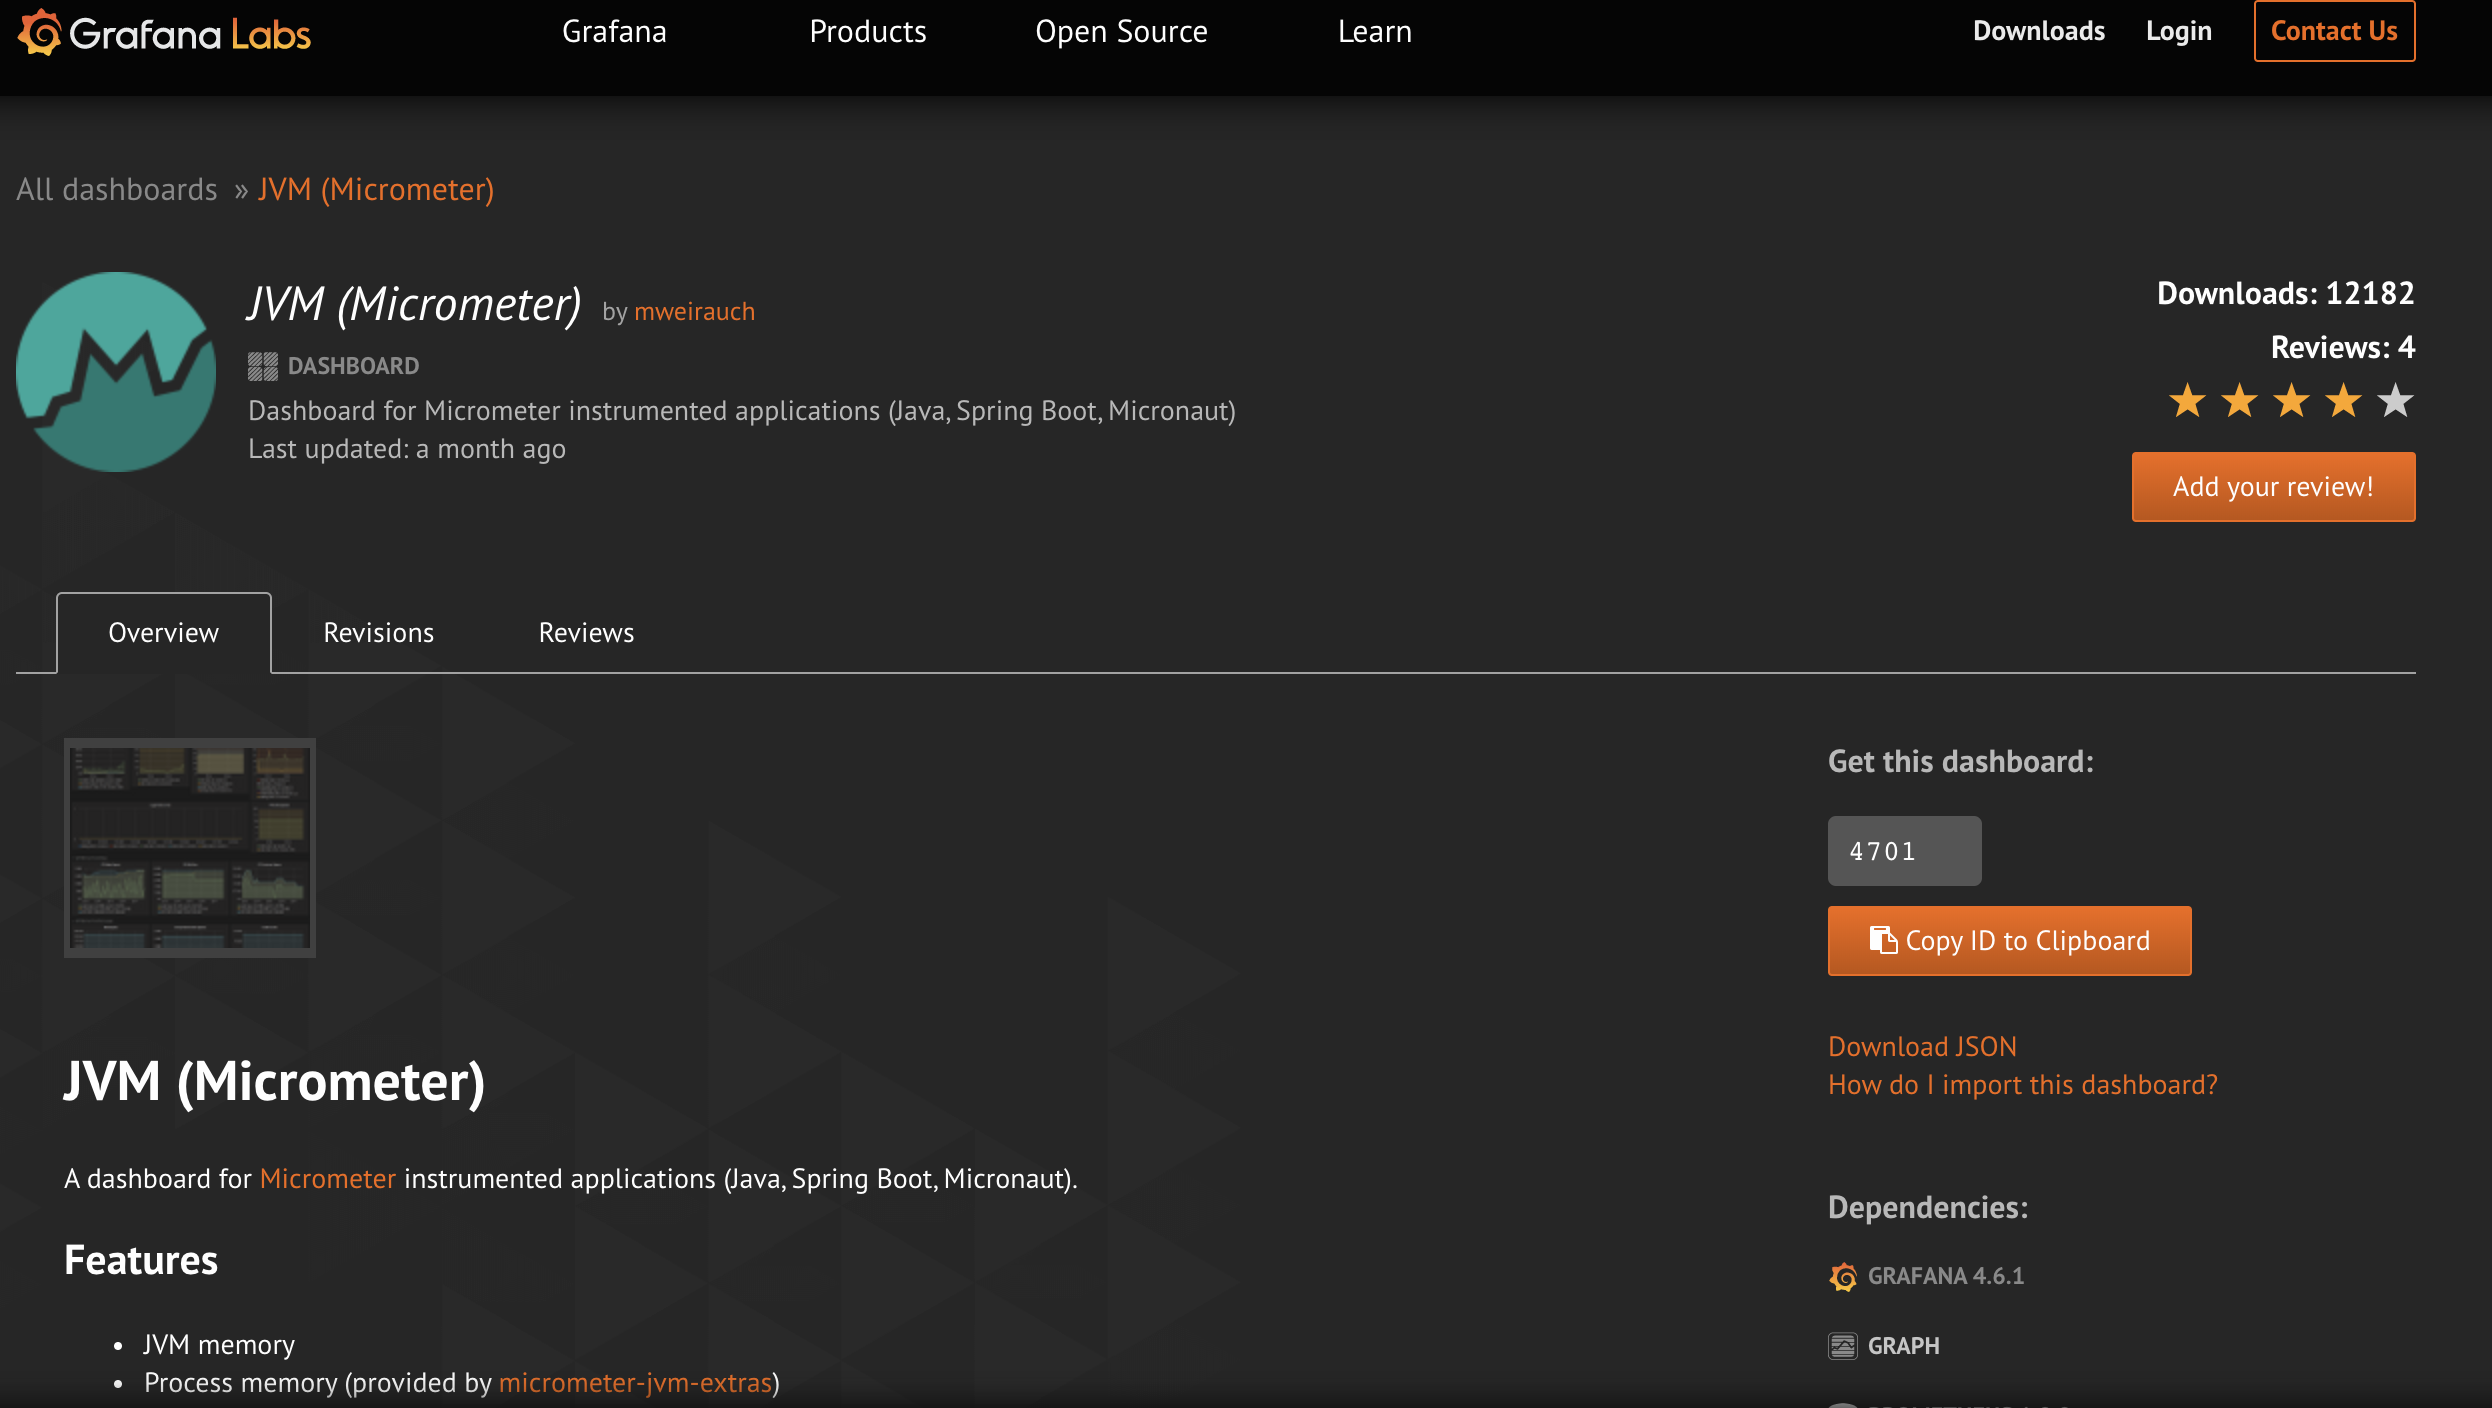 Grafana Labs
Grafana
Products
Open Source
Learn
Downloads
Login
Contact Us
All dashboards » JVM (Micrometer)
JVM (Micrometer) by mweirauch
DASHBOARD
Dashboard for Micrometer instrumented applications (Java, Spring Boot, Micronaut)
Last updated: a month ago
Downloads: 12182
Reviews: 4
Add your review!
Overview
Revisions
Reviews
JVM (Micrometer)
A dashboard for Micrometer instrumented applications (Java, Spring Boot, Micronaut).
Features
• JVM memory
• Process memory (provided by micrometer-jvm-extras)
Get this dashboard:
4701
Copy ID to Clipboard
Download JSON
How do I import this dashboard?
Dependencies:
GRAFANA 4.6.1
GRAPH